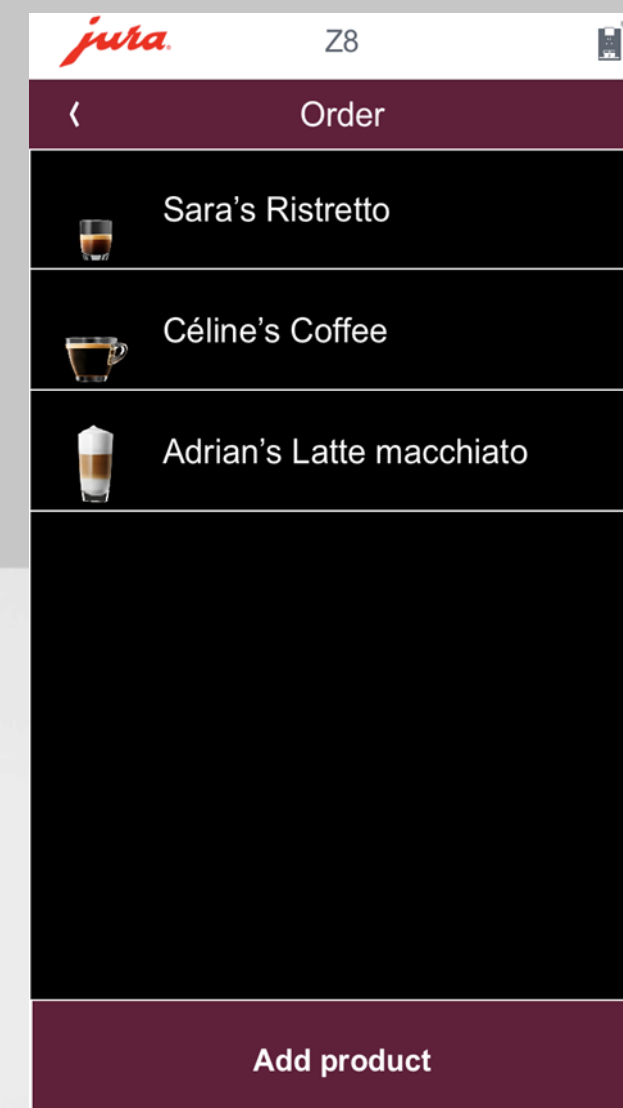 jura
Z8
Order
Sara’s Ristretto
Céline’s Coffee
Adrian’s Latte macchiato
Add product